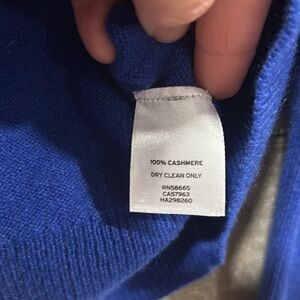 100% CASHMERE
DRY CLEAN ONLY
RN58665
CA57963
HA298260